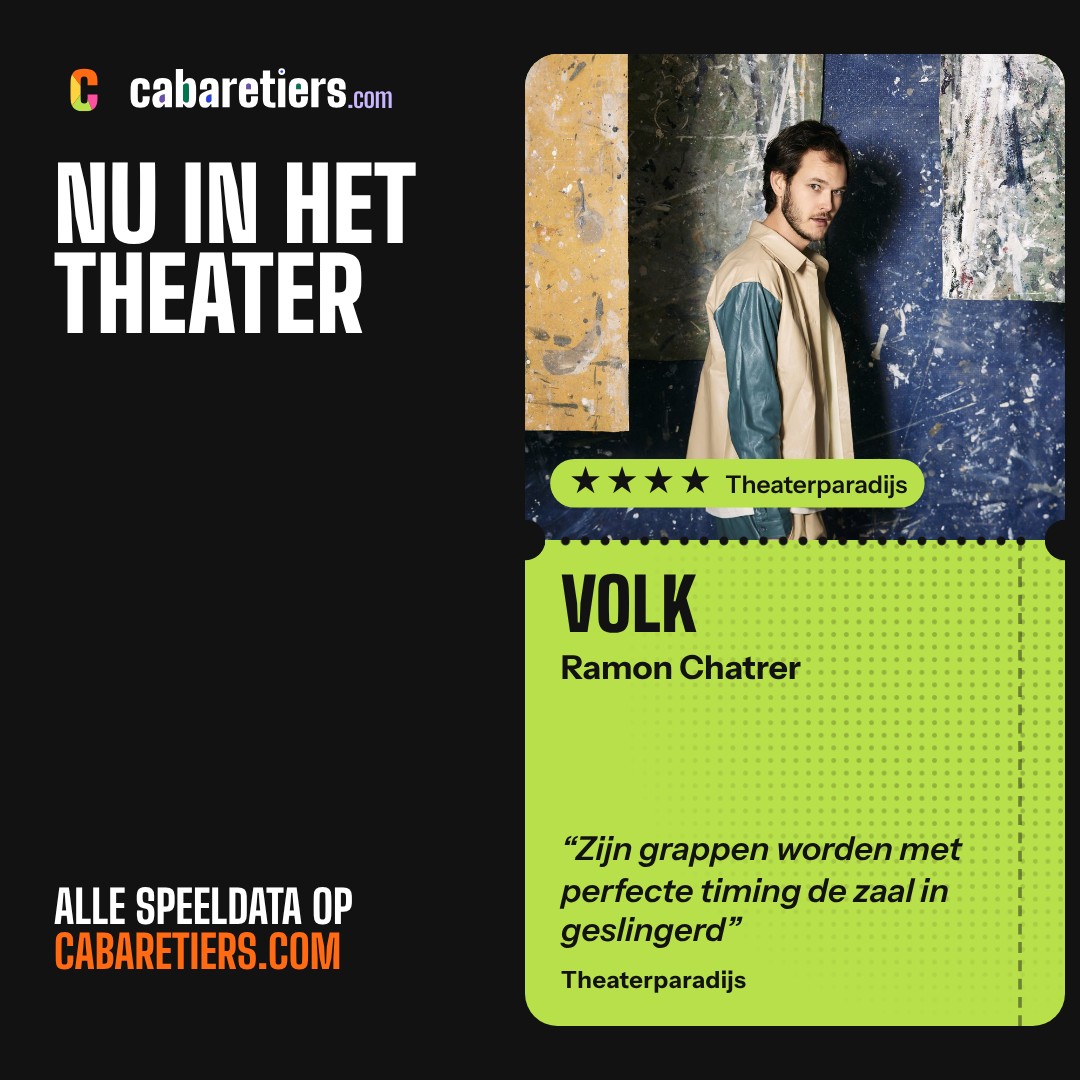 cabaretiers.com
NU IN HET
THEATER
ALLE SPEELDATA OP
CABARETIERS.COM
★★★★ Theaterparadijs
VOLK
Ramon Chatrer
“Zijn grappen worden met
perfecte timing de zaal in
geslingerd”
Theaterparadijs